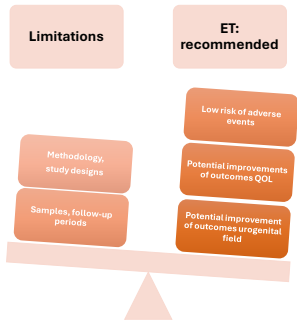 Limitations
ET:
recommended
Low risk of adverse
events
Methodology,
study designs
Potential improvements
of outcomes QOL
Samples, follow-up
periods
Potential improvement
of outcomes urogenital
field